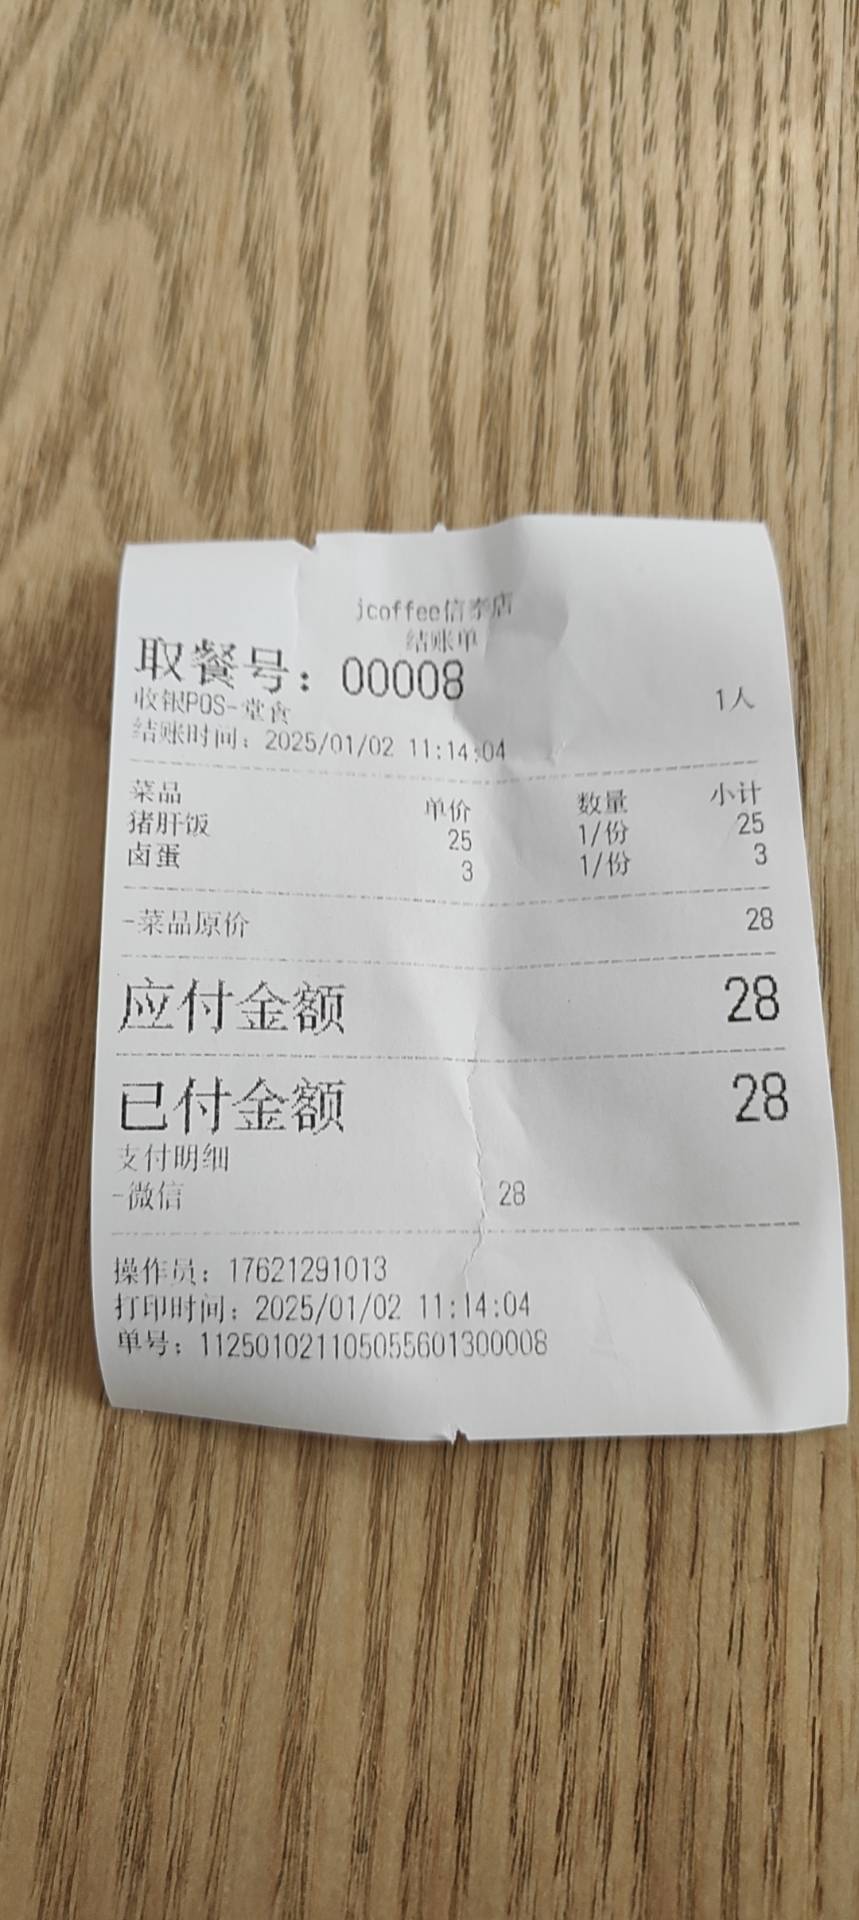 jcoffee信泰店
结账单
取餐号：00008
收银POS-堂食 1人
结账时间：2025/01/02 11:14:04
菜品 单价 数量 小计
猪肝饭 25 1/份 25
卤蛋 3 1/份 3
-菜品原价 28
应付金额 28
已付金额 28
支付明细
-微信 28
操作员：17621291013
打印时间：2025/01/02 11:14:04
单号：112501021105055601300008